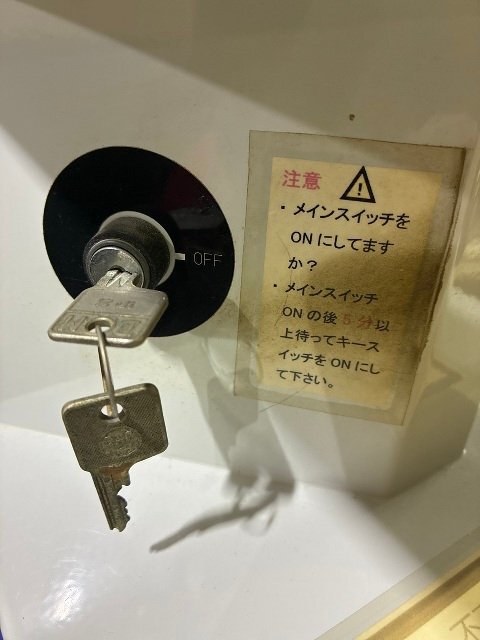 OFF
注意
・メインスイッチを
ONにしてます
か?
・メインスイッチ
ONの後5分以
上待ってキース
イッチをONにし
て下さい。